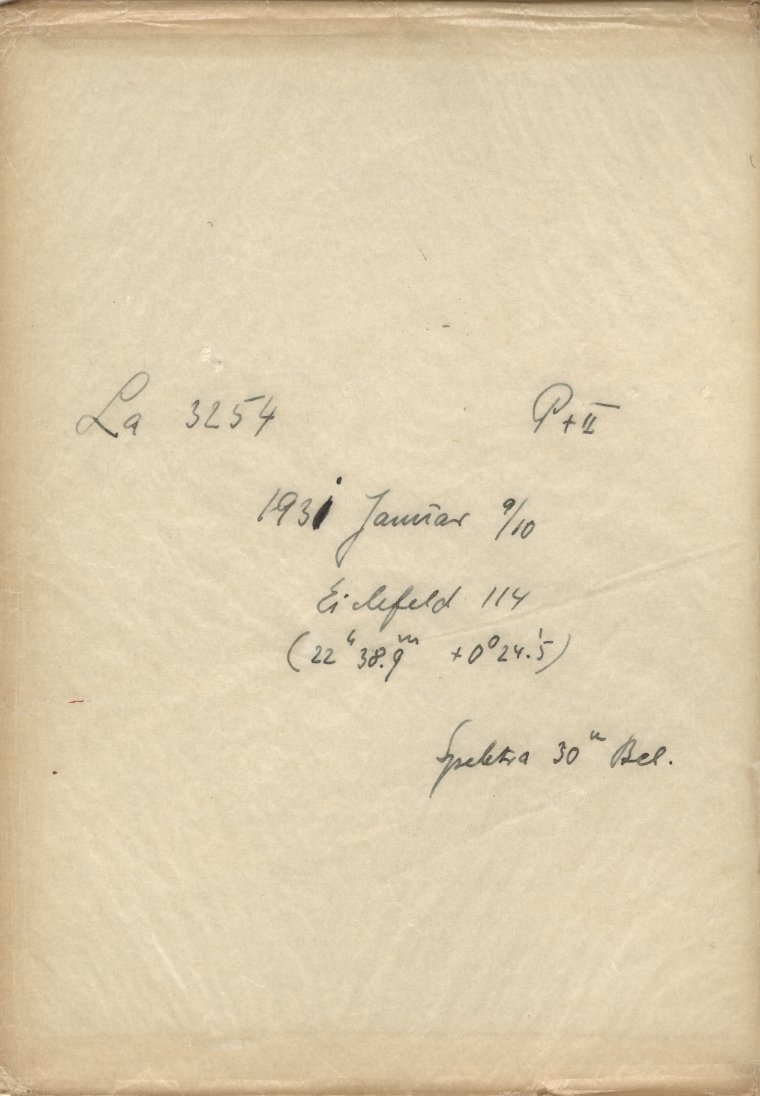 La 3254 P+II
1931 Januar 9/10
Eichfeld 114
(22ʰ 38.9ᵐ +0° 24.'5)
Spektra 30ᵐ Bel.